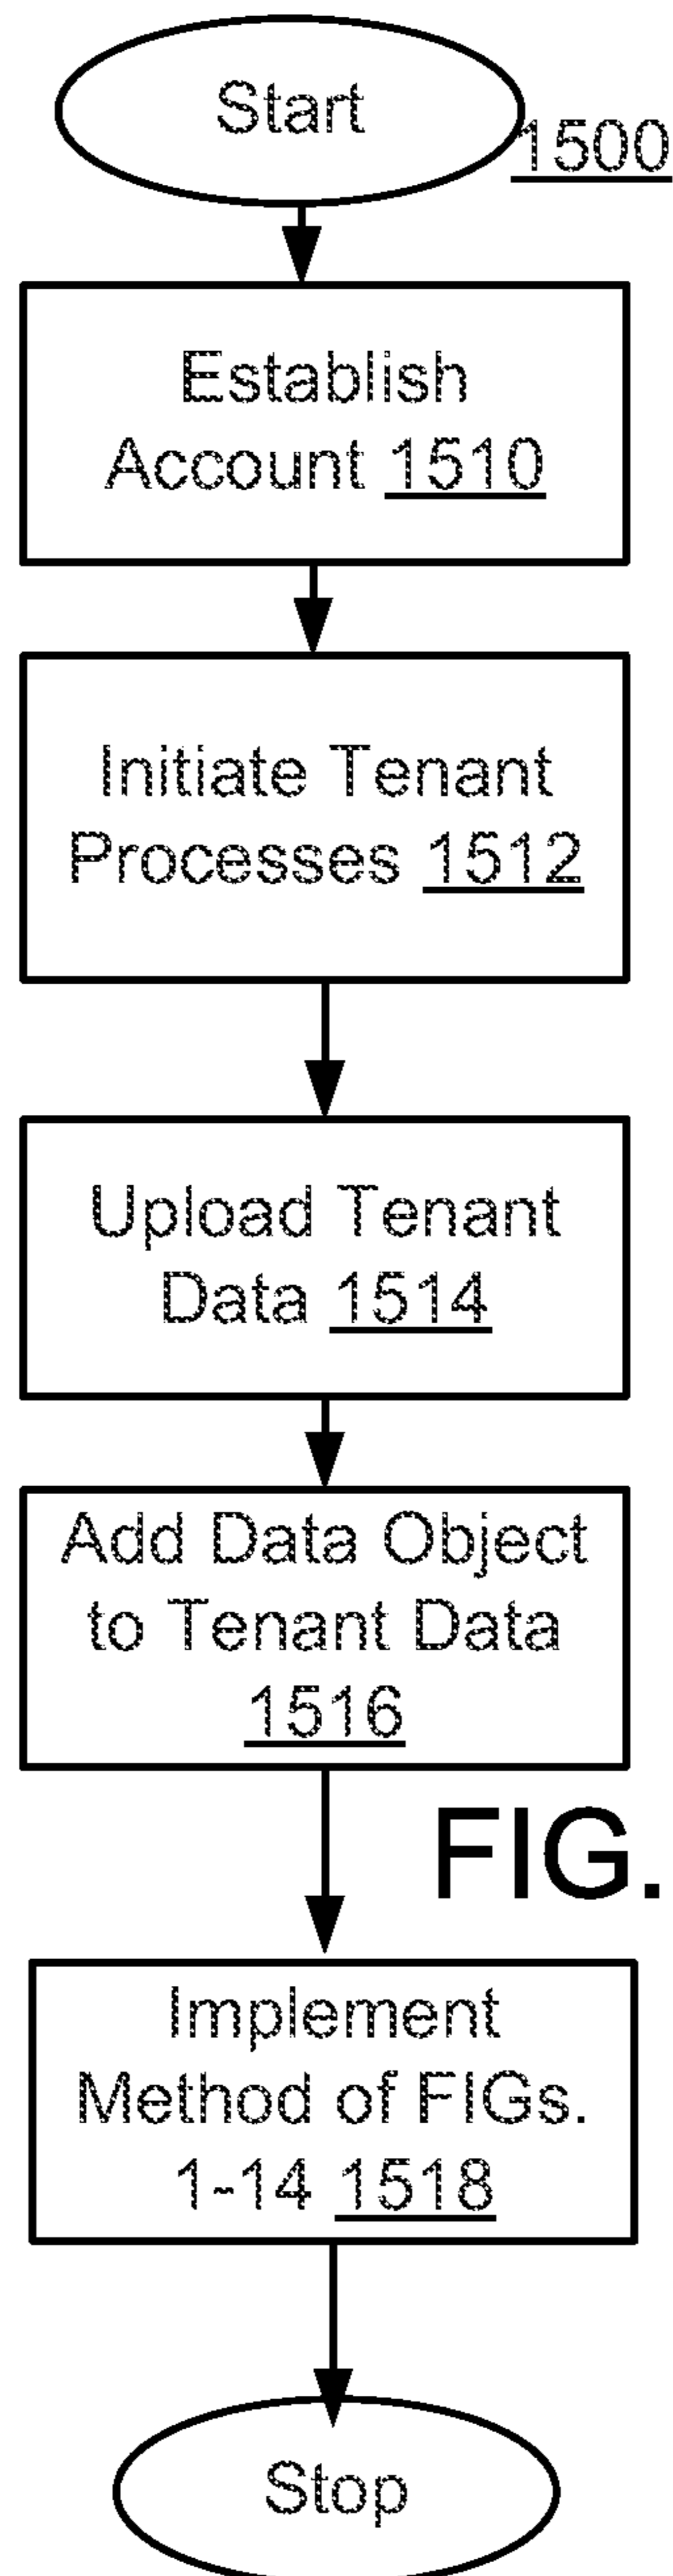 Start
1500
Establish
Account 1510
Initiate Tenant
Processes 1512
Upload Tenant
Data 1514
Add Data Object
to Tenant Data
1516
FIG.
Implement
Method of FIGs.
1-14 1518
Stop